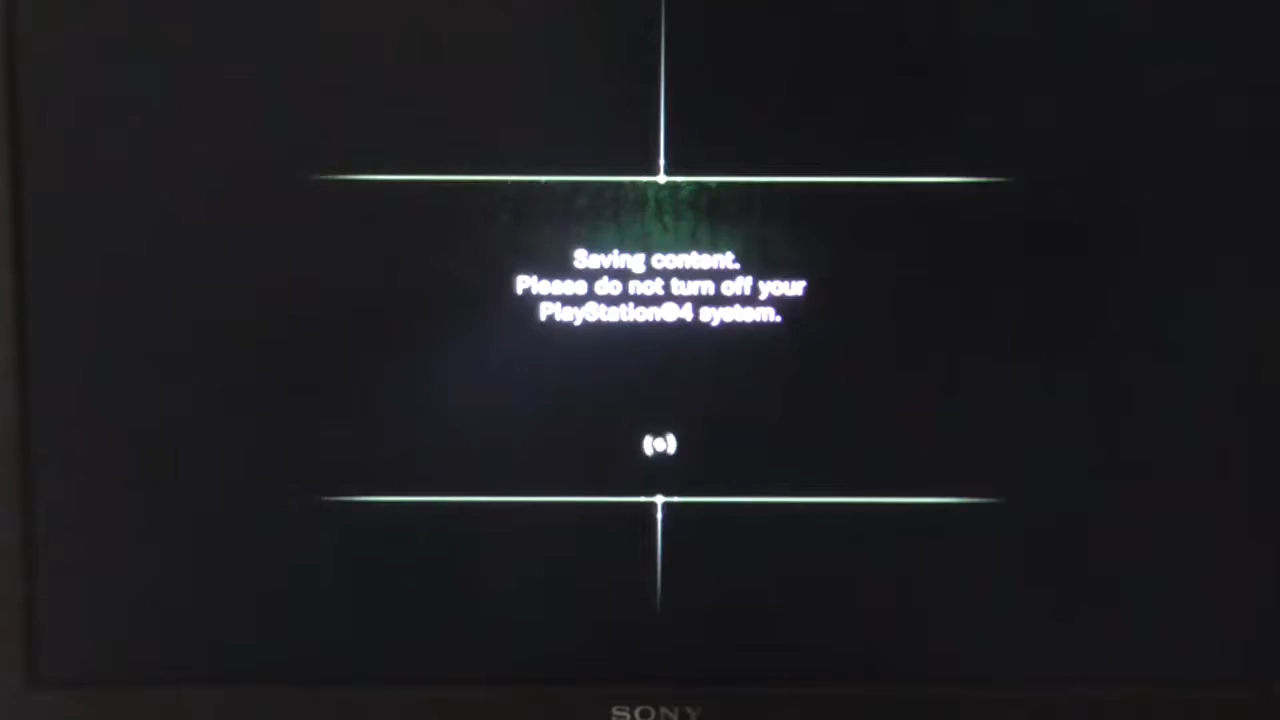 Saving content.
Please do not turn off your
PlayStation®4 system.
SONY